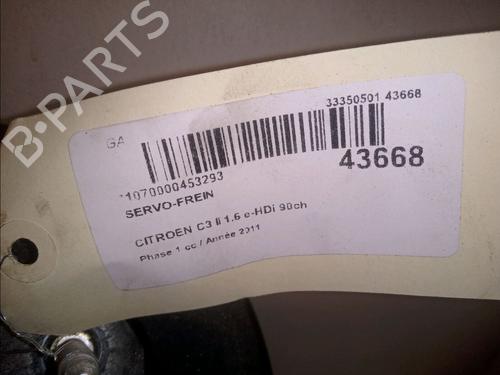 B-PARTS
GA
33350501 43668
43668
*1070000453293
SERVO-FREIN
CITROEN C3 II 1.6 e-HDi 90ch
Phase 1 cc / Année 2011